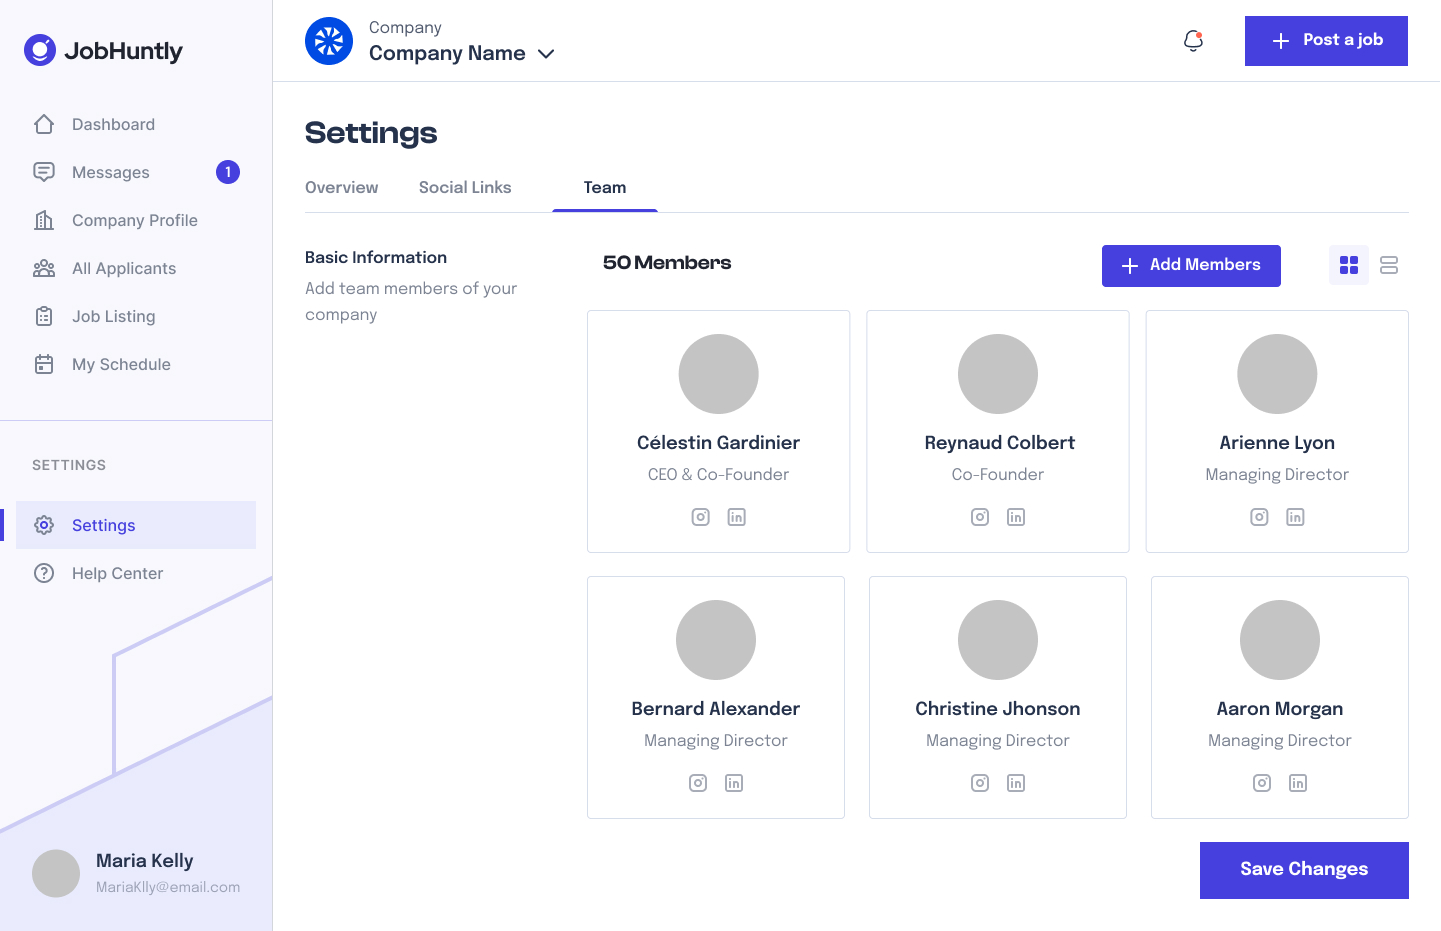 JobHuntly
Dashboard
Messages
1
Company Profile
All Applicants
Job Listing
My Schedule
SETTINGS
Settings
Help Center
Maria Kelly
MariaKlly@email.com
Company
Company Name
Post a job
Settings
Overview
Social Links
Team
Basic Information
Add team members of your
company
50 Members
Add Members
Célestin Gardinier
CEO & Co-Founder
Reynaud Colbert
Co-Founder
Arienne Lyon
Managing Director
Bernard Alexander
Managing Director
Christine Jhonson
Managing Director
Aaron Morgan
Managing Director
Save Changes